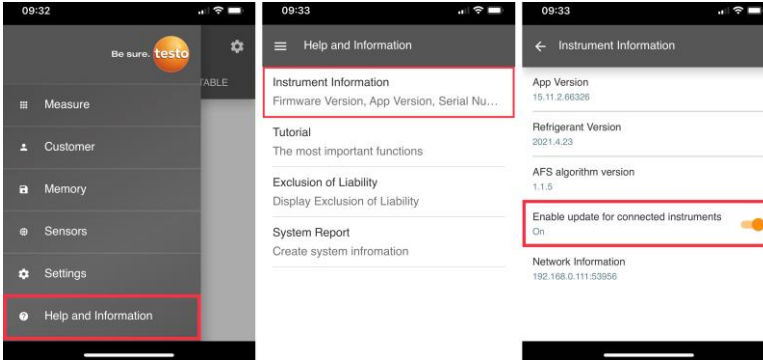 09:32
Be sure. testo
TABLE
Measure
Customer
Memory
Sensors
Settings
Help and Information
09:33
Help and Information
Instrument Information
Firmware Version, App Version, Serial Nu...
Tutorial
The most important functions
Exclusion of Liability
Display Exclusion of Liability
System Report
Create system infromation
09:33
Instrument Information
App Version
15.11.2.66326
Refrigerant Version
2021.4.23
AFS algorithm version
1.1.5
Enable update for connected instruments
On
Network Information
192.168.0.111:53956